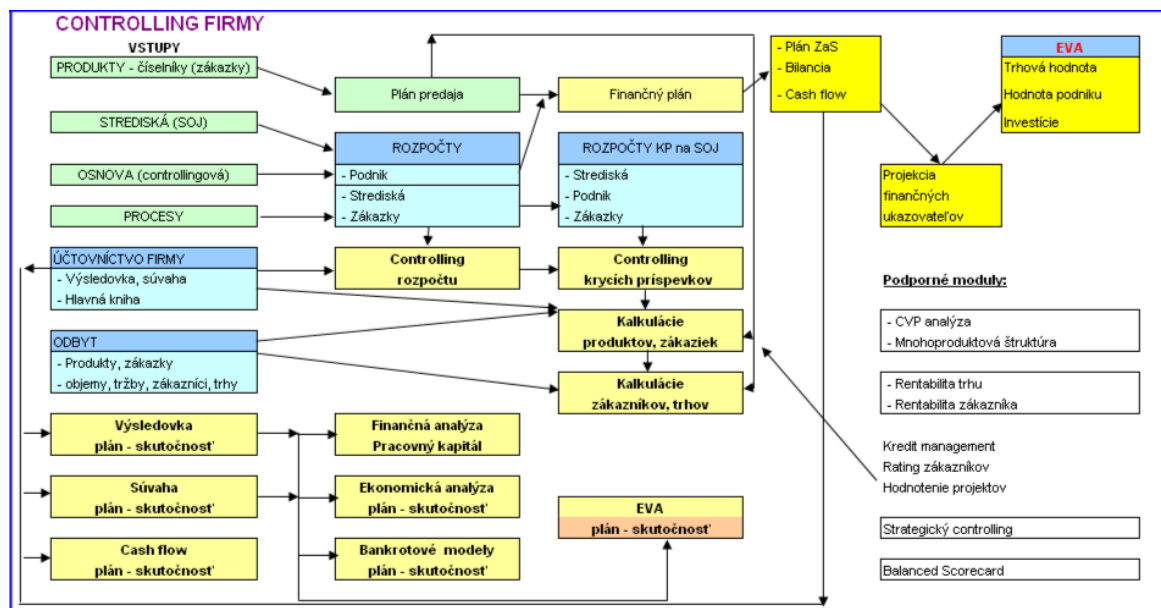 CONTROLLING FIRMY
VSTUPY
PRODUKTY - číselníky (zákazky)
STREDISKÁ (SOJ)
OSNOVA (controllingová)
PROCESY
ÚČTOVNÍCTVO FIRMY
- Výsledovka, súvaha
- Hlavná kniha
ODBYT
- Produkty, zákazky
- objemy, tržby, zákazníci, trhy
Výsledovka
plán - skutočnosť
Súvaha
plán - skutočnosť
Cash flow
plán - skutočnosť
Plán predaja
ROZPOČTY
- Podnik
- Strediská
- Zákazky
Controlling
rozpočtu
Finančná analýza
Pracovný kapitál
Ekonomická analýza
plán - skutočnosť
Bankrotové modely
plán - skutočnosť
Finančný plán
ROZPOČTY KP na SOJ
- Strediská
- Podnik
- Zákazky
Controlling
krycích príspevkov
Kalkulácie
produktov, zákaziek
Kalkulácie
zákazníkov, trhov
EVA
plán - skutočnosť
- Plán ZaS
- Bilancia
- Cash flow
EVA
Trhová hodnota
Hodnota podniku
Investície
Projekcia
finančných
ukazovateľov
Podporné moduly:
- CVP analýza
- Mnohoproduktová štruktúra
- Rentabilita trhu
- Rentabilita zákazníka
Kredit management
Rating zákazníkov
Hodnotenie projektov
Strategický controlling
Balanced Scorecard